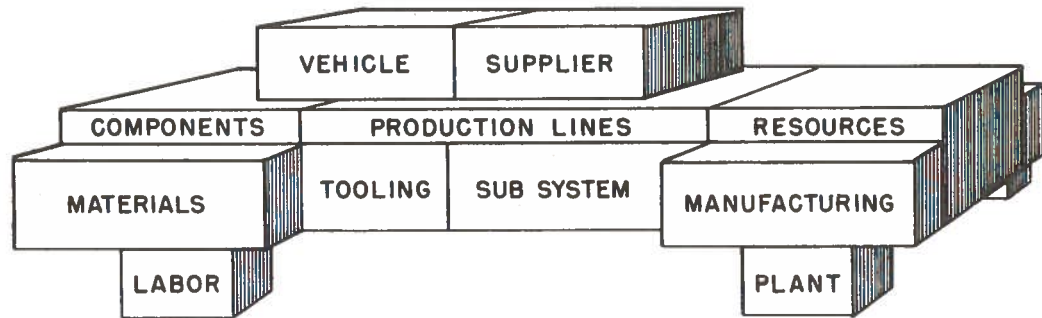 VEHICLE SUPPLIER
COMPONENTS PRODUCTION LINES RESOURCES
MATERIALS TOOLING SUB SYSTEM MANUFACTURING
LABOR PLANT